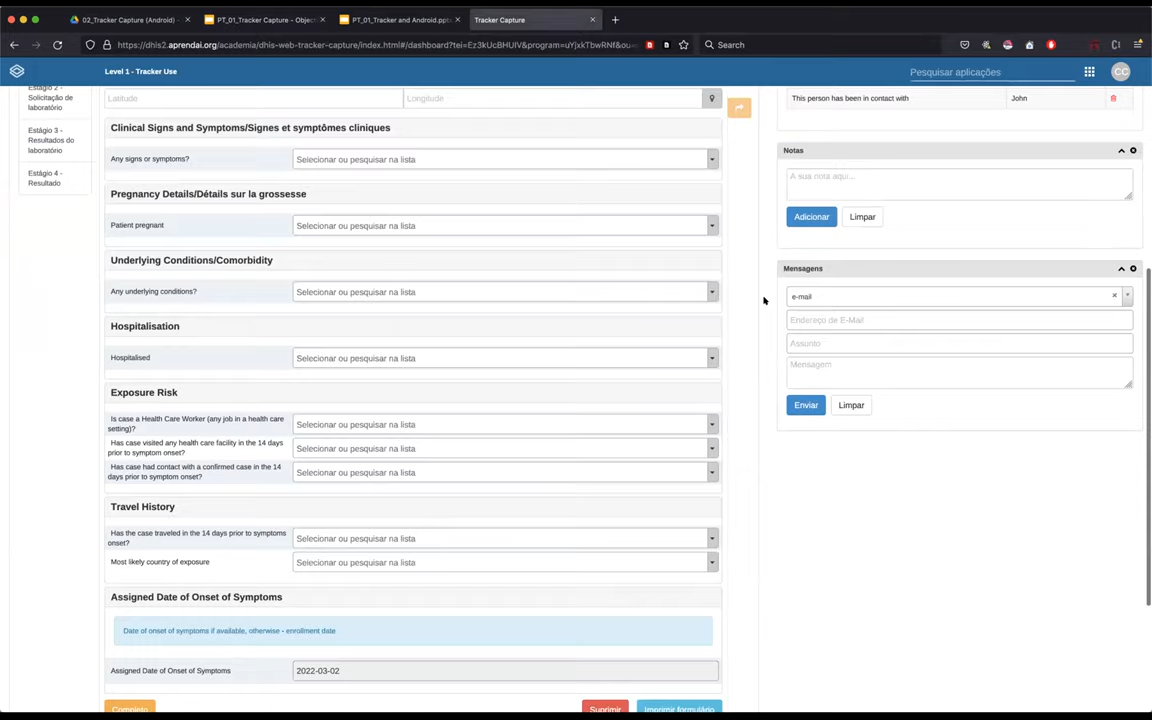 02_Tracker Capture (Android) -
PT_01_Tracker Capture - Object
PT_01_Tracker and Android.pptx
Tracker Capture
https://dhis2.aprendai.org/academia/dhis-web-tracker-capture/index.html#/dashboard?tei=Ez3kUcBHUlV&program=uYjxkTbwRNf&ou=
Search
Level 1 - Tracker Use
Pesquisar aplicações
CC
Estágio 2 -
Solicitação de
laboratório
Estágio 3 -
Resultados do
laboratório
Estágio 4 -
Resultado
Latitude
Longitude
Clinical Signs and Symptoms/Signes et symptômes cliniques
Any signs or symptoms?
Selecionar ou pesquisar na lista
Pregnancy Details/Détails sur la grossesse
Patient pregnant
Selecionar ou pesquisar na lista
Underlying Conditions/Comorbidity
Any underlying conditions?
Selecionar ou pesquisar na lista
Hospitalisation
Hospitalised
Selecionar ou pesquisar na lista
Exposure Risk
Is case a Health Care Worker (any job in a health care
setting)?
Selecionar ou pesquisar na lista
Has case visited any health care facility in the 14 days
prior to symptom onset?
Selecionar ou pesquisar na lista
Has case had contact with a confirmed case in the 14
days prior to symptom onset?
Selecionar ou pesquisar na lista
Travel History
Has the case traveled in the 14 days prior to symptoms
onset?
Selecionar ou pesquisar na lista
Most likely country of exposure
Selecionar ou pesquisar na lista
Assigned Date of Onset of Symptoms
Date of onset of symptoms if available, otherwise - enrollment date
Assigned Date of Onset of Symptoms
2022-03-02
Completo
Suprimir
Imprimir formulário
This person has been in contact with
John
Notas
A sua nota aqui...
Adicionar
Limpar
Mensagens
e-mail
Endereço de E-Mail
Assunto
Mensagem
Enviar
Limpar